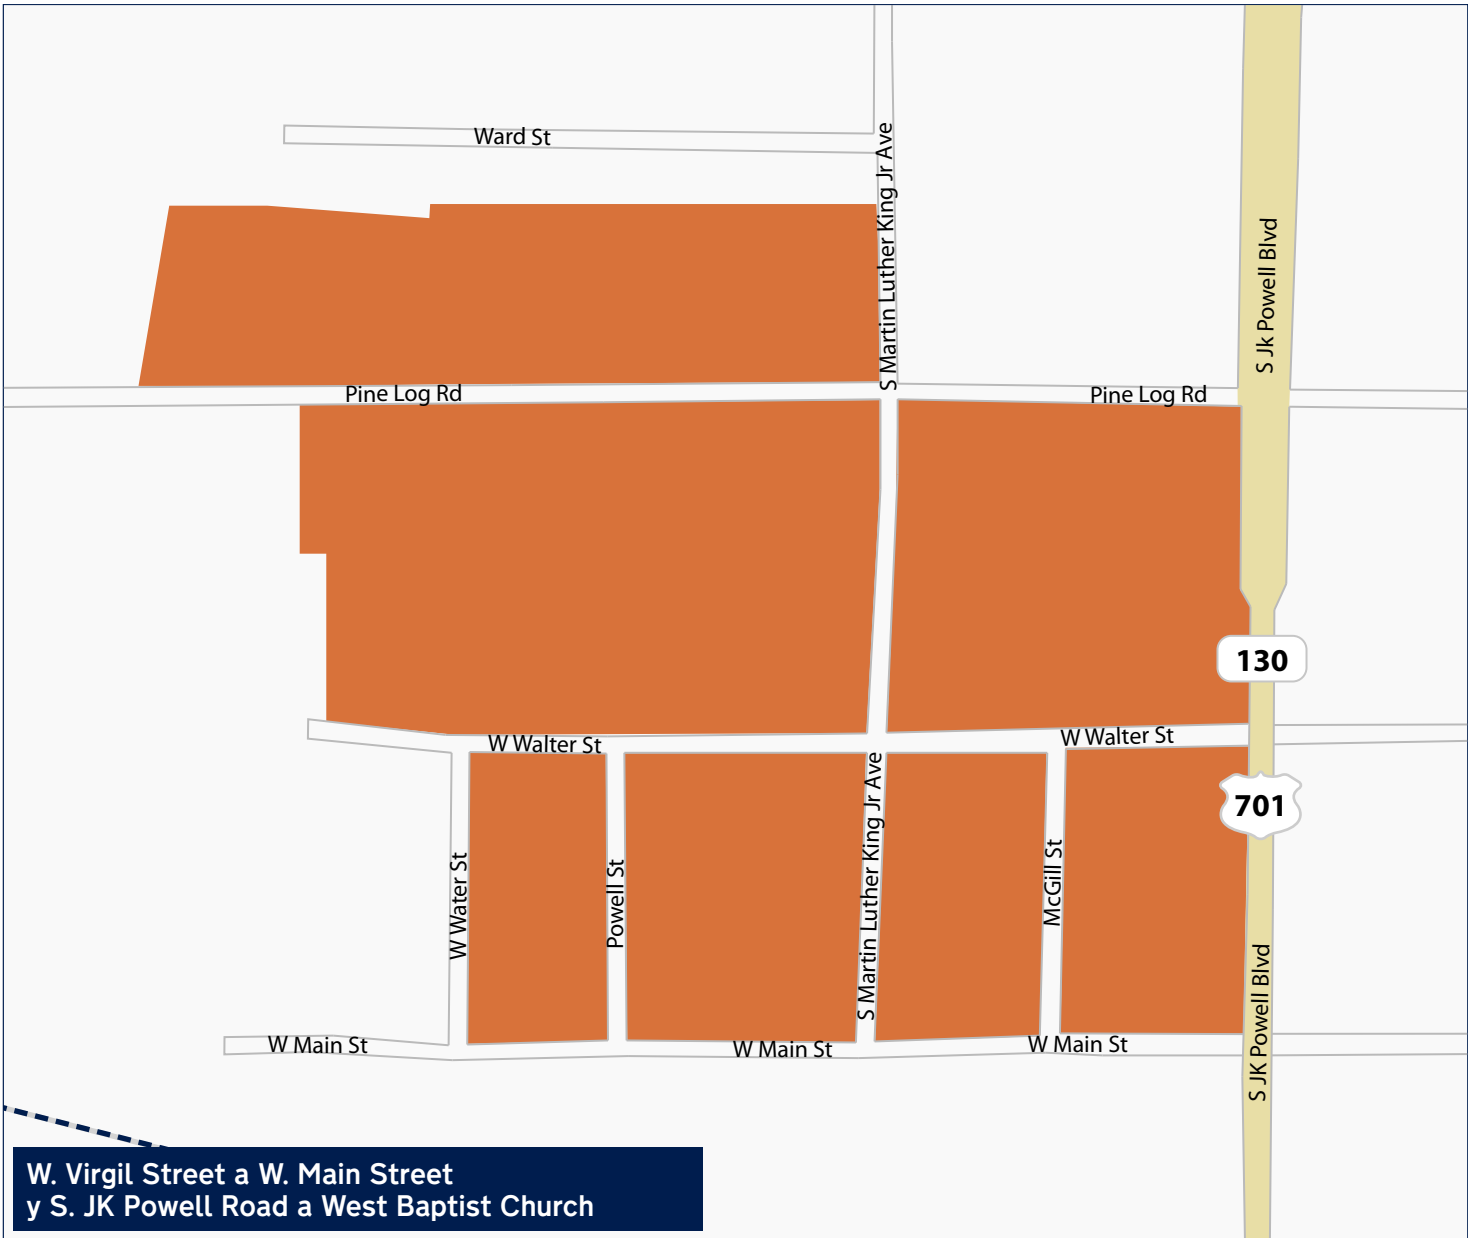 Ward St
S Martin Luther King Jr Ave
S Jk Powell Blvd
Pine Log Rd
Pine Log Rd
130
W Walter St
W Walter St
701
W Water St
Powell St
S Martin Luther King Jr Ave
McGill St
S JK Powell Blvd
W Main St
W Main St
W Main St
W. Virgil Street a W. Main Street
y S. JK Powell Road a West Baptist Church